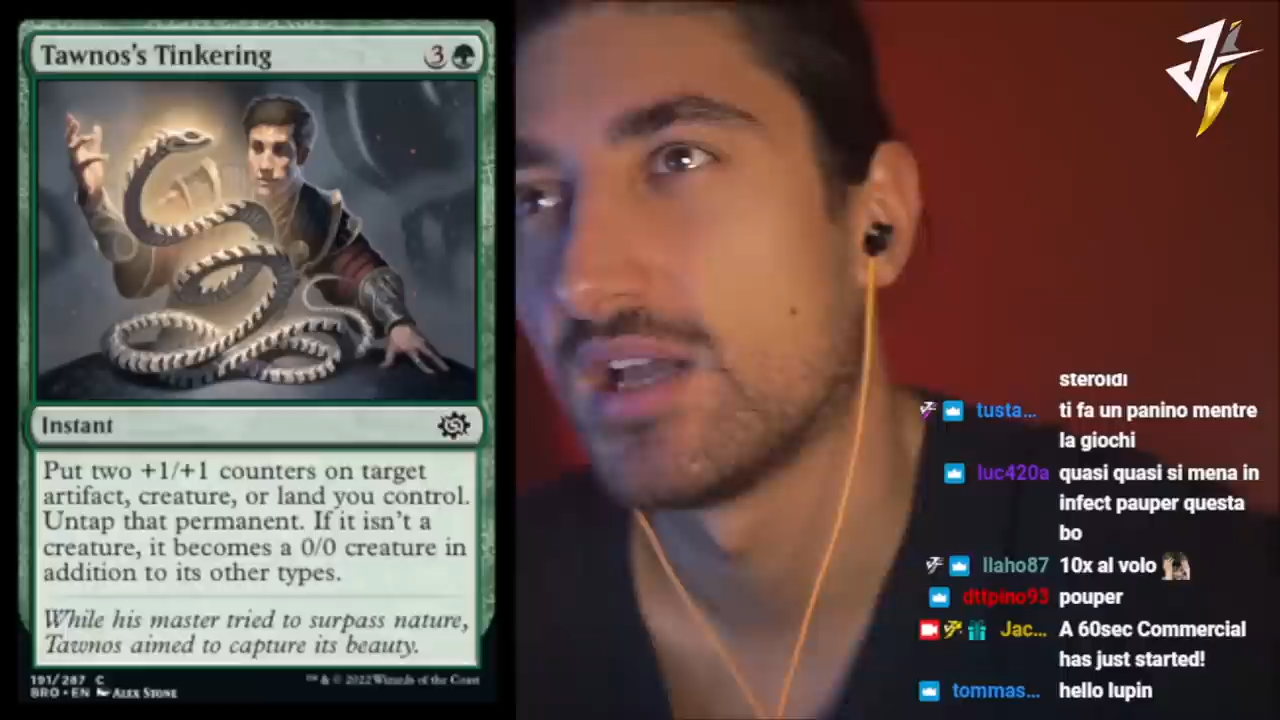 Tawnos's Tinkering 3
Instant
Put two +1/+1 counters on target
artifact, creature, or land you control.
Untap that permanent. If it isn't a
creature, it becomes a 0/0 creature in
addition to its other types.
While his master tried to surpass nature,
Tawnos aimed to capture its beauty.
191/287 C
BRO • EN ALEX STONE
™ & © 2022 Wizards of the Coast
steroidi
tusta... ti fa un panino mentre
la giochi
luc420a quasi quasi si mena in
infect pauper questa
bo
llaho87 10x al volo
dttpino93 pouper
Jac... A 60sec Commercial
has just started!
tommas... hello lupin